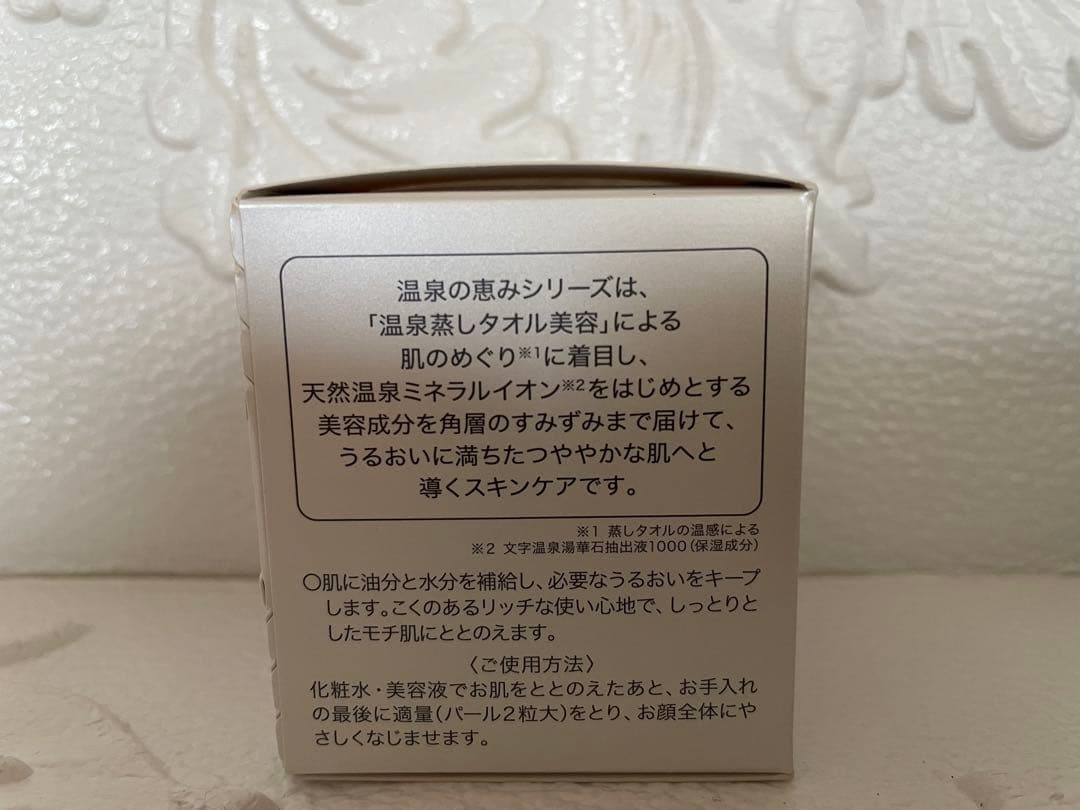 温泉の恵みシリーズは、
「温泉蒸しタオル美容」による
肌のめぐり※1に着目し、
天然温泉ミネラルイオン※2をはじめとする
美容成分を角層のすみずみまで届けて、
うるおいに満ちたつややかな肌へと
導くスキンケアです。
※1 蒸しタオルの温感による
※2 文字温泉湯華石抽出液1000（保湿成分）
○肌に油分と水分を補給し、必要なうるおいをキープ
します。こくのあるリッチな使い心地で、しっとりと
したモチ肌にととのえます。
〈ご使用方法〉
化粧水・美容液でお肌をととのえたあと、お手入れ
の最後に適量（パール2粒大）をとり、お顔全体にや
さしくなじませます。